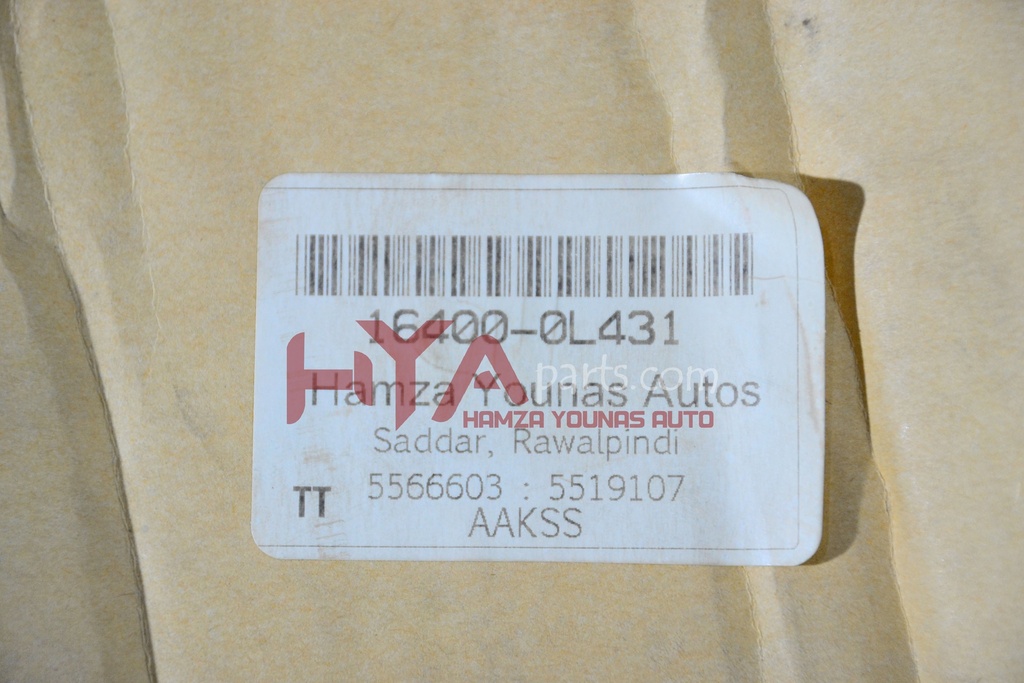 16400-0L431
HYA parts.com
Hamza Younas Autos
HAMZA YOUNAS AUTO
Saddar, Rawalpindi
TT 5566603 : 5519107
AAKSS